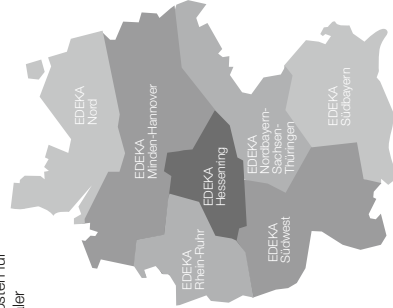 EDEKA
Nord
EDEKA
Minden-Hannover
EDEKA
Hessenring
EDEKA
Rhein-Ruhr
EDEKA
Nordbayern-
Sachsen-
Thüringen
EDEKA
Südbayern
EDEKA
Südwest